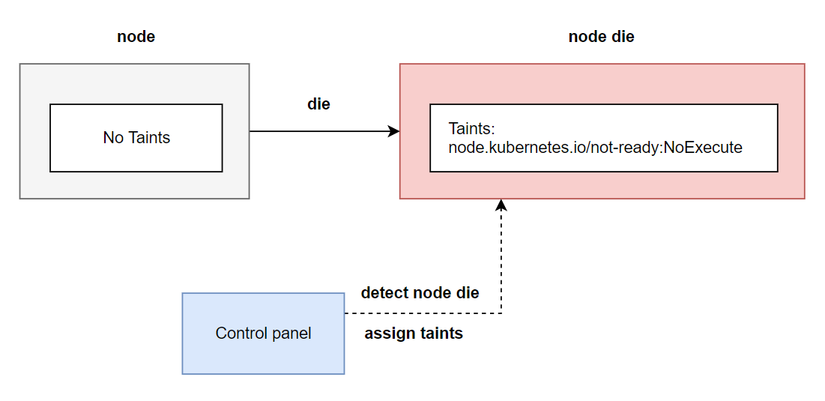 node
node die
No Taints
die
Taints:
node.kubernetes.io/not-ready:NoExecute
detect node die
Control panel
assign taints